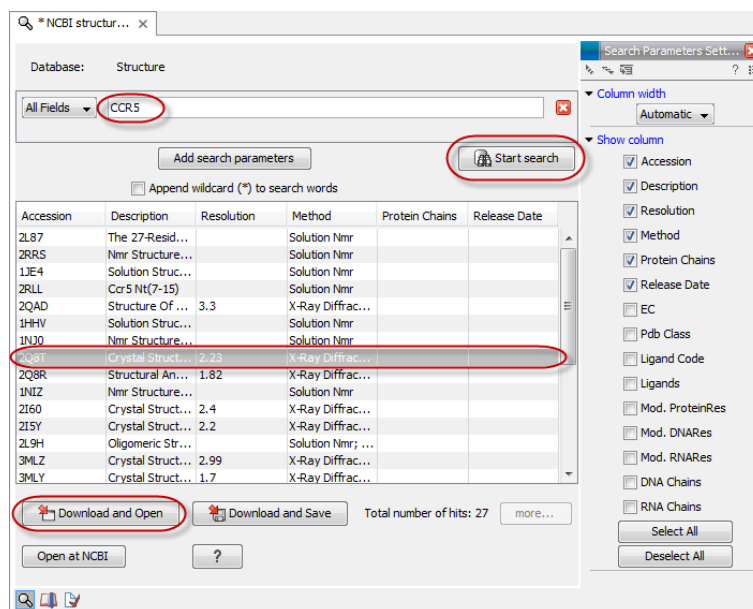 * NCBI structur...
Search Parameters Sett...
Database: Structure
?
Column width
All Fields CCR5
Automatic
Show column
Add search parameters Start search
Accession
Append wildcard (*) to search words
Description
Resolution
Method
Protein Chains
Release Date
EC
Pdb Class
Ligand Code
Ligands
Mod. ProteinRes
Mod. DNARes
Mod. RNARes
DNA Chains
RNA Chains
Select All
Deselect All
Accession Description Resolution Method Protein Chains Release Date
2L87 The 27-Resid... Solution Nmr
2RRS Nmr Structure... Solution Nmr
1JE4 Solution Struc... Solution Nmr
2RLL Ccr5 Nt(7-15) Solution Nmr
2QAD Structure Of ... 3.3 X-Ray Diffrac...
1HHV Solution Struc... Solution Nmr
1NJ0 Nmr Structure... Solution Nmr
2Q8T Crystal Struct... 2.23 X-Ray Diffrac...
2Q8R Structural An... 1.82 X-Ray Diffrac...
1NIZ Nmr Structure... Solution Nmr
2I60 Crystal Struct... 2.4 X-Ray Diffrac...
2I5Y Crystal Struct... 2.2 X-Ray Diffrac...
2L9H Oligomeric Str... Solution Nmr; ...
3MLZ Crystal Struct... 2.99 X-Ray Diffrac...
3MLY Crystal Struct... 1.7 X-Ray Diffrac...
Download and Open Download and Save Total number of hits: 27 more...
Open at NCBI ?